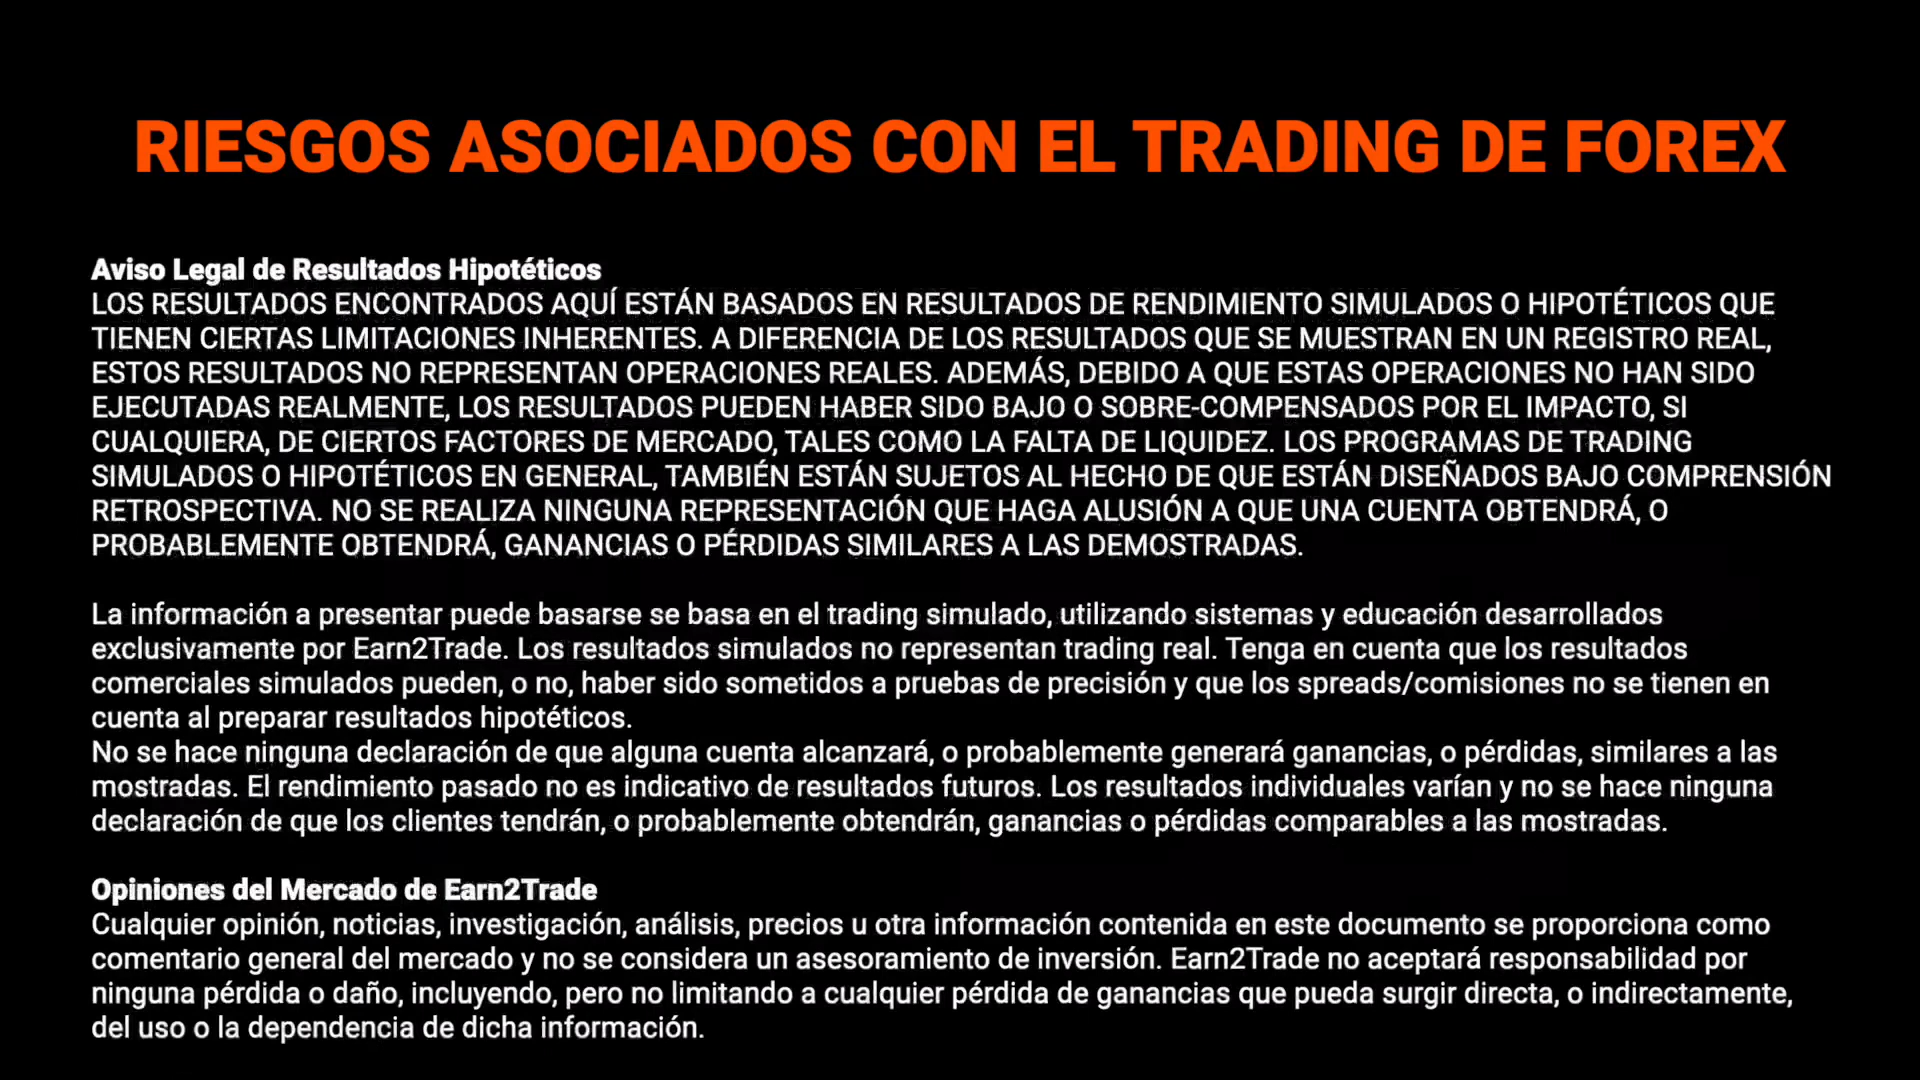 RIESGOS ASOCIADOS CON EL TRADING DE FOREX
Aviso Legal de Resultados Hipotéticos
LOS RESULTADOS ENCONTRADOS AQUÍ ESTÁN BASADOS EN RESULTADOS DE RENDIMIENTO SIMULADOS O HIPOTÉTICOS QUE
TIENEN CIERTAS LIMITACIONES INHERENTES. A DIFERENCIA DE LOS RESULTADOS QUE SE MUESTRAN EN UN REGISTRO REAL,
ESTOS RESULTADOS NO REPRESENTAN OPERACIONES REALES. ADEMÁS, DEBIDO A QUE ESTAS OPERACIONES NO HAN SIDO
EJECUTADAS REALMENTE, LOS RESULTADOS PUEDEN HABER SIDO BAJO O SOBRE-COMPENSADOS POR EL IMPACTO, SI
CUALQUIERA, DE CIERTOS FACTORES DE MERCADO, TALES COMO LA FALTA DE LIQUIDEZ. LOS PROGRAMAS DE TRADING
SIMULADOS O HIPOTÉTICOS EN GENERAL, TAMBIÉN ESTÁN SUJETOS AL HECHO DE QUE ESTÁN DISEÑADOS BAJO COMPRENSIÓN
RETROSPECTIVA. NO SE REALIZA NINGUNA REPRESENTACIÓN QUE HAGA ALUSIÓN A QUE UNA CUENTA OBTENDRÁ, O
PROBABLEMENTE OBTENDRÁ, GANANCIAS O PÉRDIDAS SIMILARES A LAS DEMOSTRADAS.
La información a presentar puede basarse se basa en el trading simulado, utilizando sistemas y educación desarrollados
exclusivamente por Earn2Trade. Los resultados simulados no representan trading real. Tenga en cuenta que los resultados
comerciales simulados pueden, o no, haber sido sometidos a pruebas de precisión y que los spreads/comisiones no se tienen en
cuenta al preparar resultados hipotéticos.
No se hace ninguna declaración de que alguna cuenta alcanzará, o probablemente generará ganancias, o pérdidas, similares a las
mostradas. El rendimiento pasado no es indicativo de resultados futuros. Los resultados individuales varían y no se hace ninguna
declaración de que los clientes tendrán, o probablemente obtendrán, ganancias o pérdidas comparables a las mostradas.
Opiniones del Mercado de Earn2Trade
Cualquier opinión, noticias, investigación, análisis, precios u otra información contenida en este documento se proporciona como
comentario general del mercado y no se considera un asesoramiento de inversión. Earn2Trade no aceptará responsabilidad por
ninguna pérdida o daño, incluyendo, pero no limitando a cualquier pérdida de ganancias que pueda surgir directa, o indirectamente,
del uso o la dependencia de dicha información.